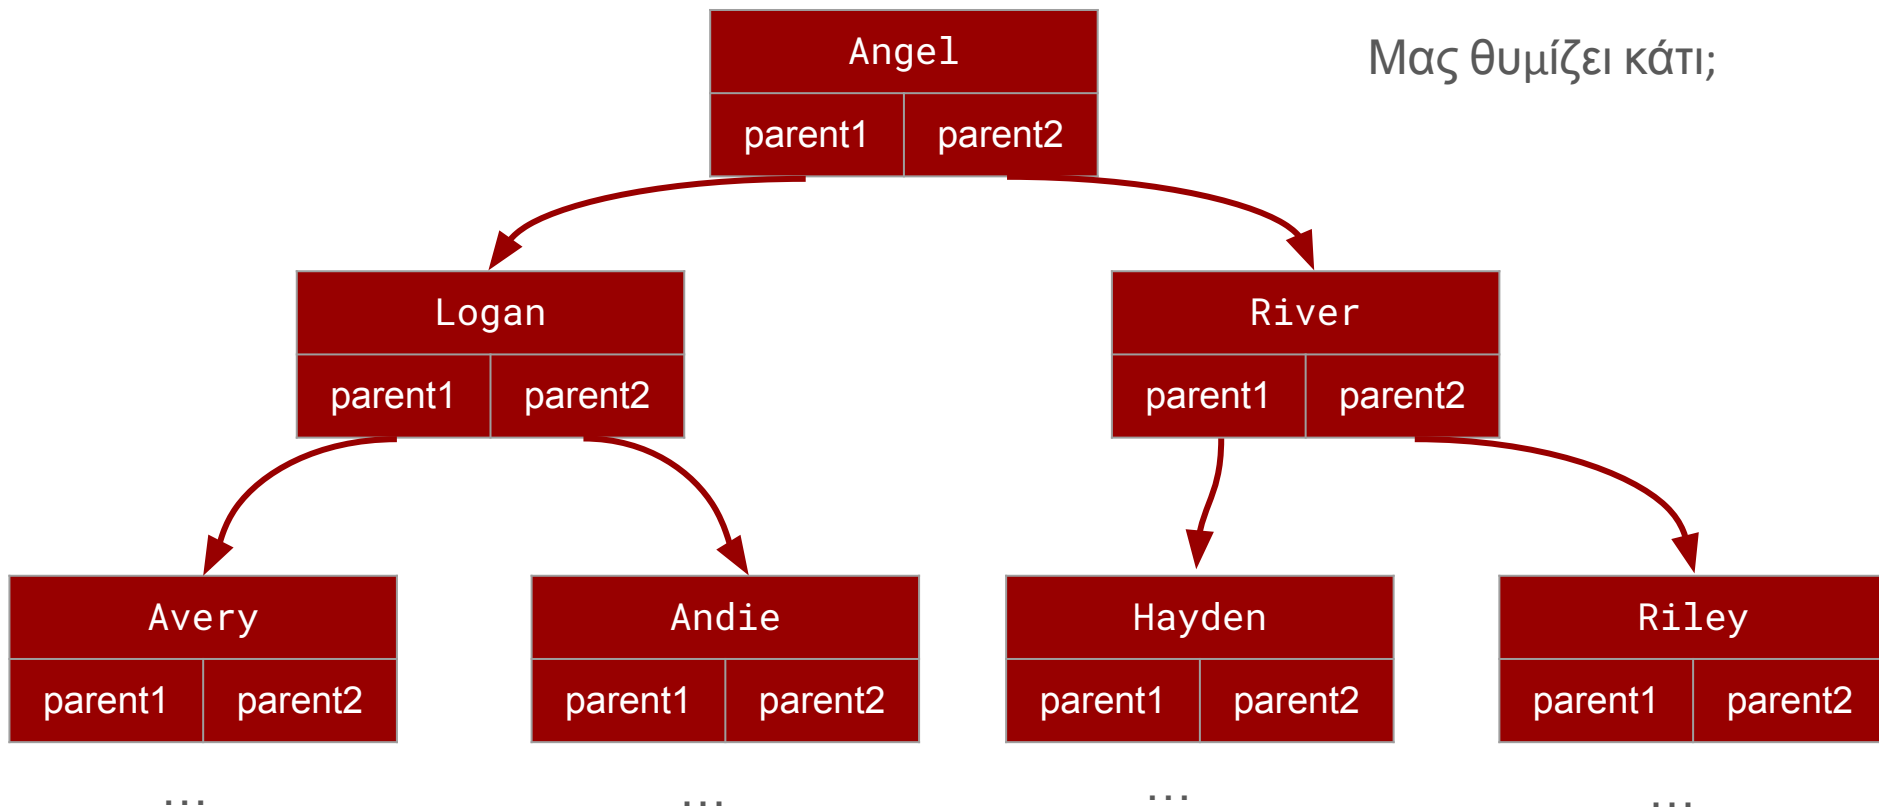 Angel
Μας θυμίζει κάτι;
parent1 parent2
Logan River
parent1 parent2 parent1 parent2
Avery Andie Hayden Riley
parent1 parent2 parent1 parent2 parent1 parent2 parent1 parent2
... ... ... ...